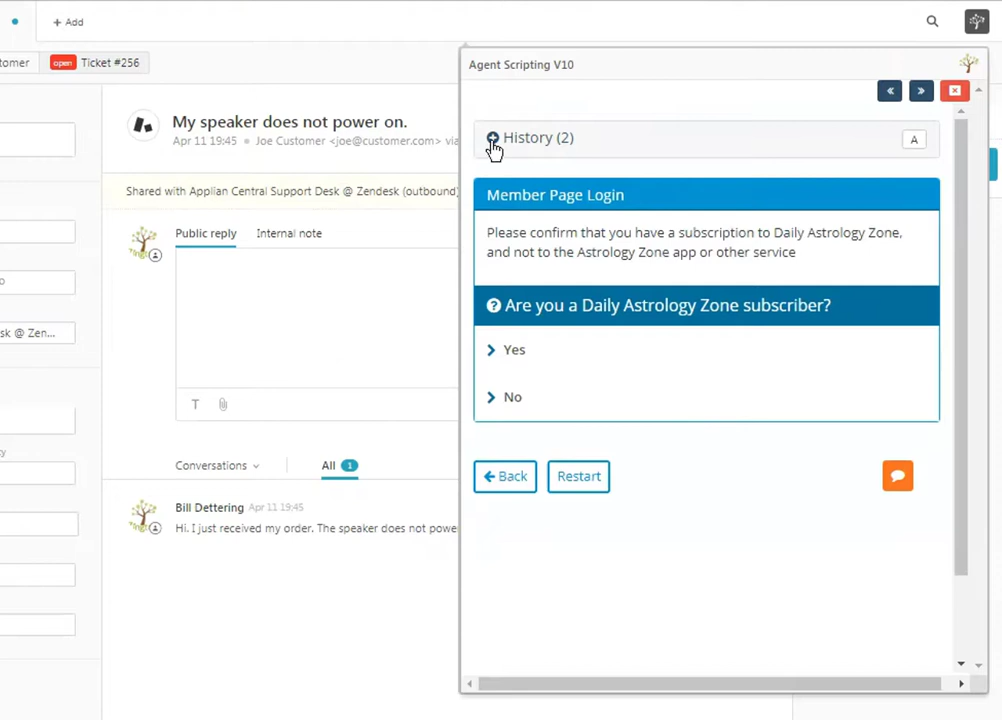 + Add
tomer
open Ticket #256
My speaker does not power on.
Apr 11 19:45 • Joe Customer <joe@customer.com> via
Shared with Applian Central Support Desk @ Zendesk (outbound)
Public reply Internal note
o
sk @ Zen...
T
ty
Conversations All 1
Bill Dettering Apr 11 19:45
Hi. I just received my order. The speaker does not powe
Agent Scripting V10
« »
History (2) A
Member Page Login
Please confirm that you have a subscription to Daily Astrology Zone,
and not to the Astrology Zone app or other service
Are you a Daily Astrology Zone subscriber?
Yes
No
Back Restart